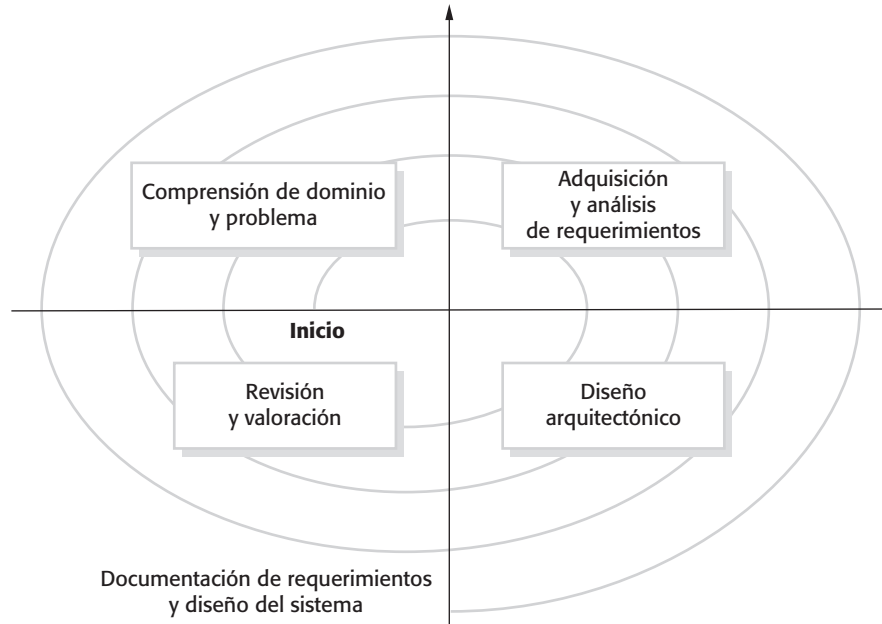 Comprensión de dominio
y problema
Adquisición
y análisis
de requerimientos
Inicio
Revisión
y valoración
Diseño
arquitectónico
Documentación de requerimientos
y diseño del sistema